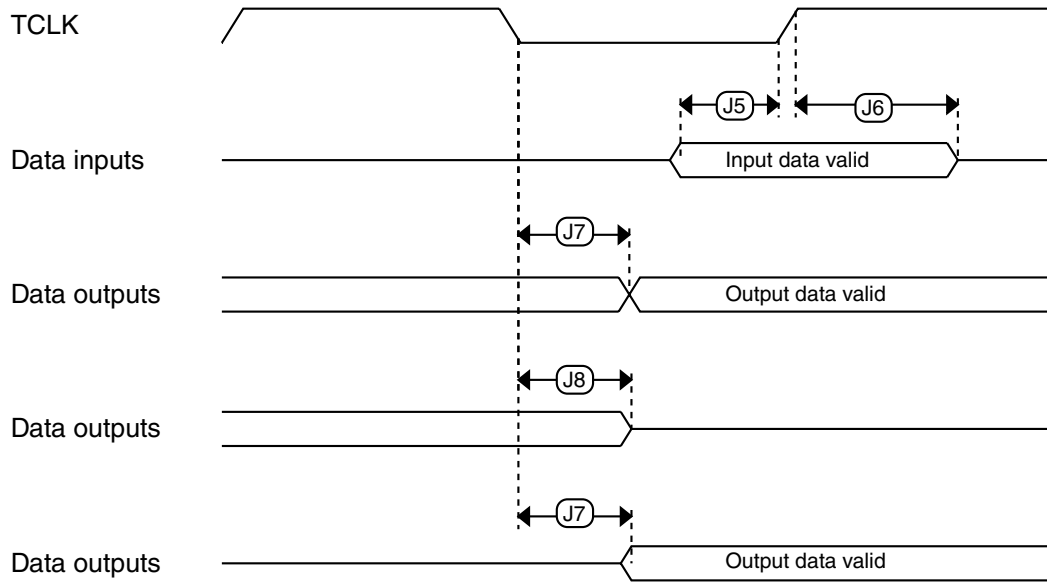 TCLK
J5
J6
Data inputs
Input data valid
J7
Data outputs
Output data valid
J8
Data outputs
J7
Data outputs
Output data valid